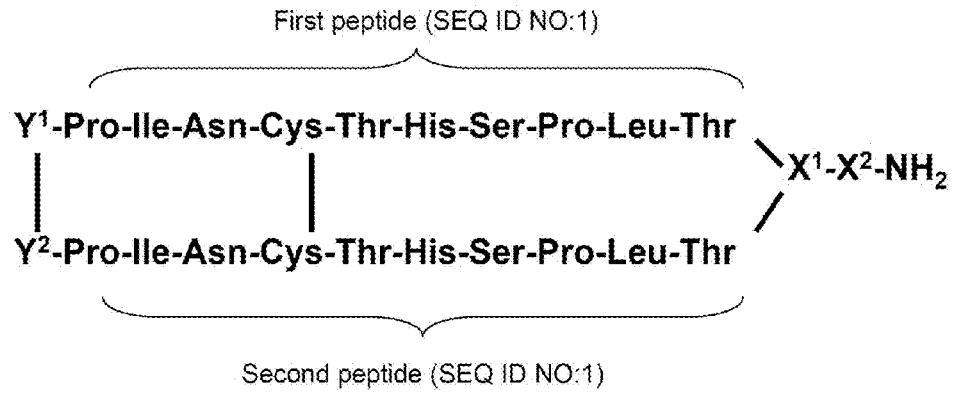 First peptide (SEQ ID NO:1)
Y¹-Pro-Ile-Asn-Cys-Thr-His-Ser-Pro-Leu-Thr
X¹-X²-NH₂
Y²-Pro-Ile-Asn-Cys-Thr-His-Ser-Pro-Leu-Thr
Second peptide (SEQ ID NO:1)